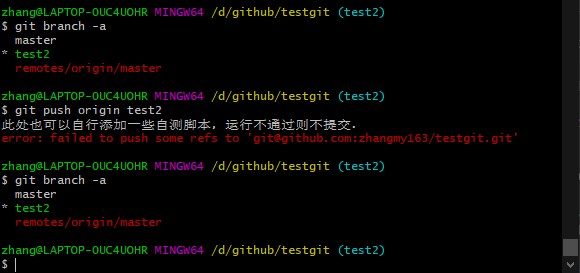 zhang@LAPTOP-OUC4UOHR MINGW64 /d/github/testgit (test2)
$ git branch -a
master
* test2
remotes/origin/master
zhang@LAPTOP-OUC4UOHR MINGW64 /d/github/testgit (test2)
$ git push origin test2
此处也可以自行添加一些自测脚本, 运行不通过则不提交.
error: failed to push some refs to 'git@github.com:zhangmy163/testgit.git'
zhang@LAPTOP-OUC4UOHR MINGW64 /d/github/testgit (test2)
$ git branch -a
master
* test2
remotes/origin/master
zhang@LAPTOP-OUC4UOHR MINGW64 /d/github/testgit (test2)
$